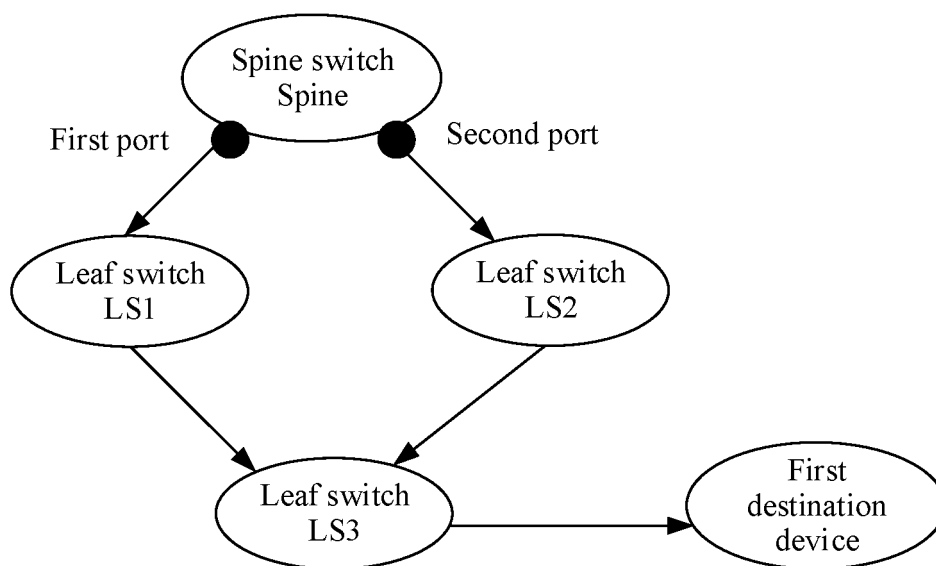 Spine switch
Spine
First port
Second port
Leaf switch
LS1
Leaf switch
LS2
Leaf switch
LS3
First
destination
device